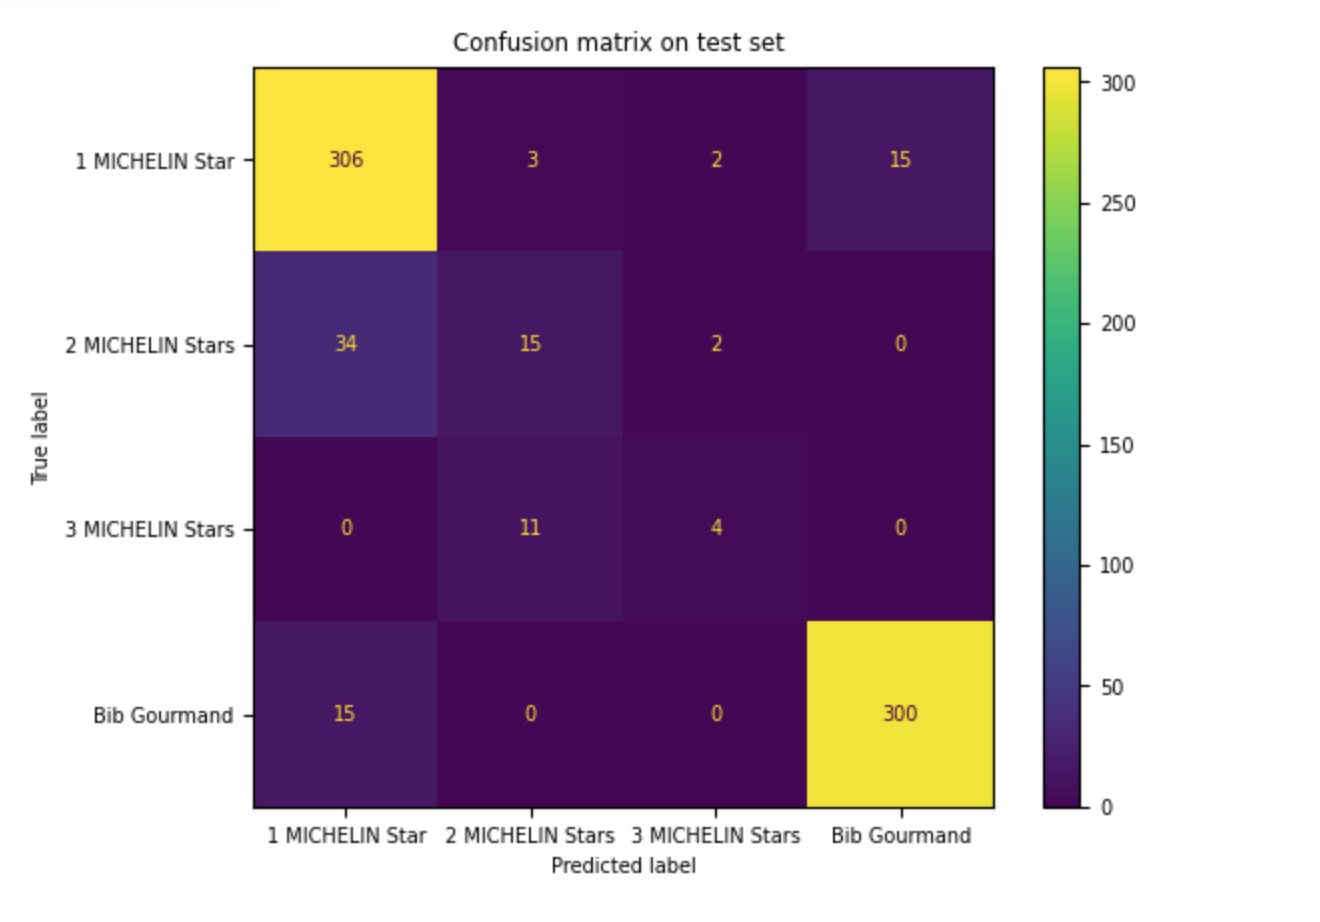 Confusion matrix on test set
True label
1 MICHELIN Star 306 3 2 15
2 MICHELIN Stars 34 15 2 0
3 MICHELIN Stars 0 11 4 0
Bib Gourmand 15 0 0 300
1 MICHELIN Star 2 MICHELIN Stars 3 MICHELIN Stars Bib Gourmand
Predicted label
300
250
200
150
100
50
0